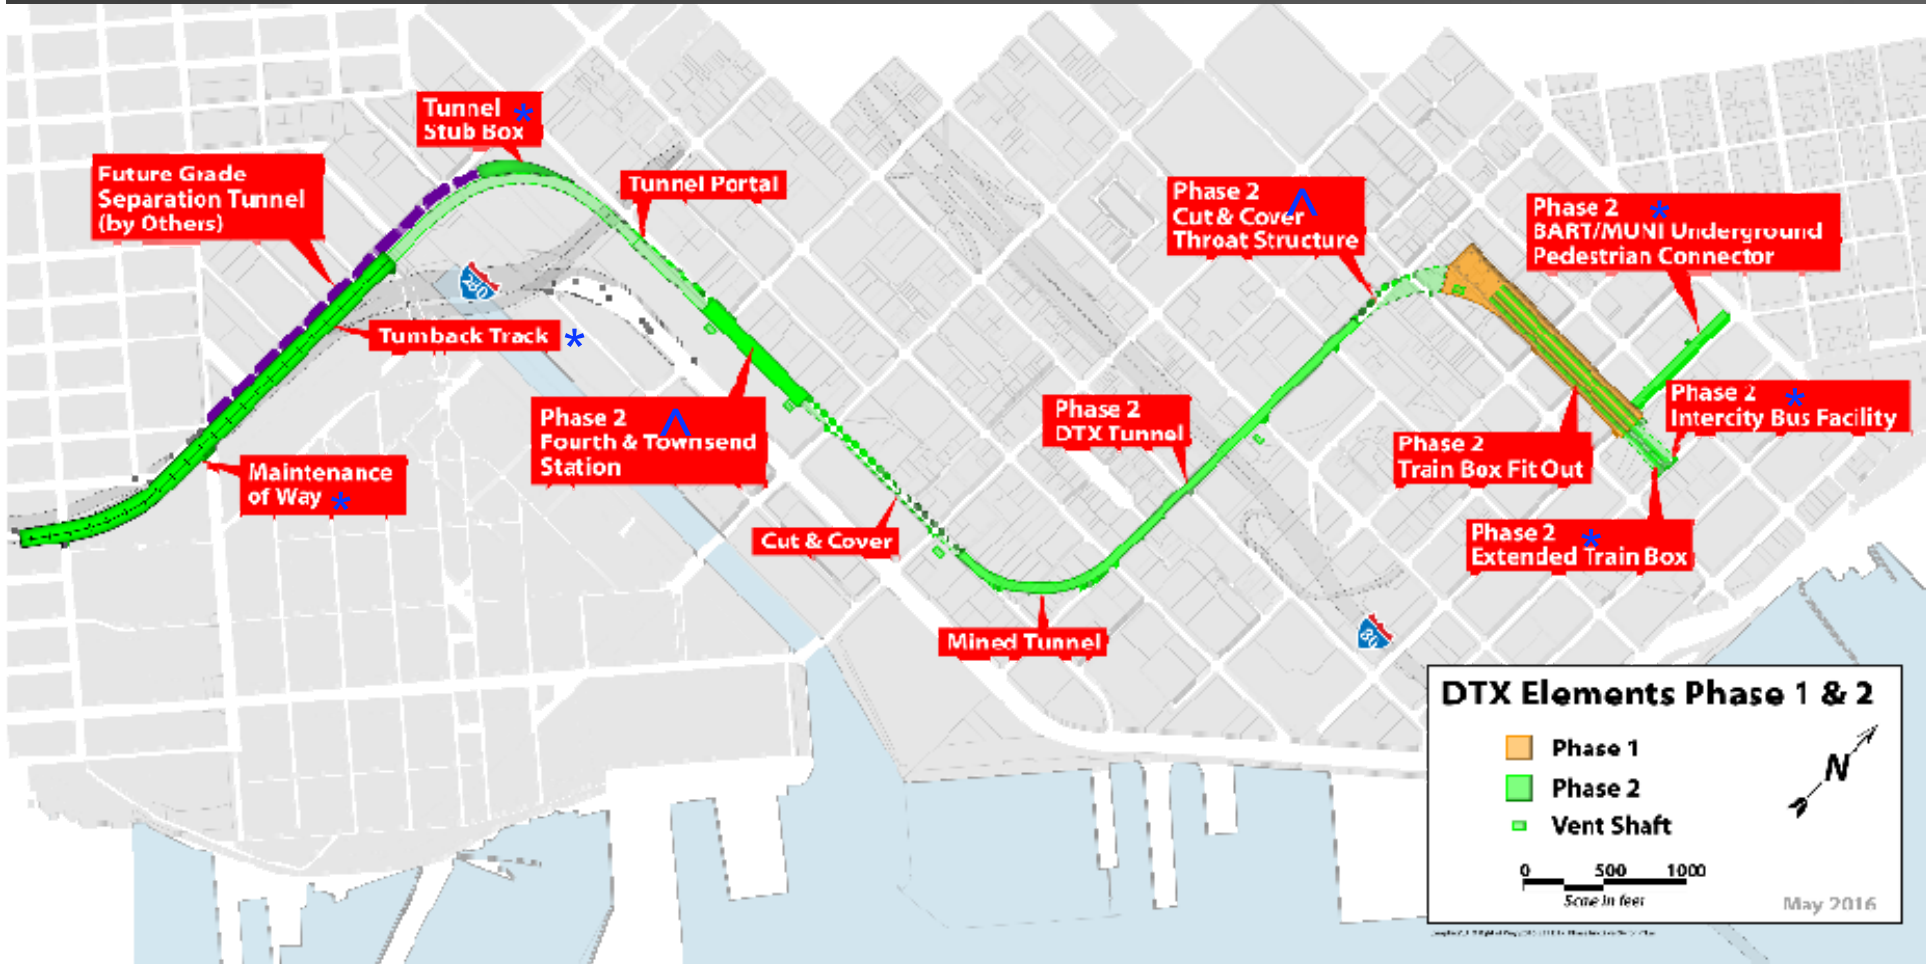 Tunnel *
Stub Box
Future Grade
Separation Tunnel
(by Others)
Tunnel Portal
Phase 2 ^
Cut & Cover
Throat Structure
Phase 2 *
BART/MUNI Underground
Pedestrian Connector
280
Turnback Track *
Phase 2 ^
Fourth & Townsend
Station
Phase 2
DTX Tunnel
Phase 2 *
Intercity Bus Facility
Phase 2
Train Box Fit Out
Maintenance
of Way *
Cut & Cover
Phase 2 *
Extended Train Box
Mined Tunnel
80
DTX Elements Phase 1 & 2
Phase 1
Phase 2
Vent Shaft
N
0 500 1000
Scale in feet
May 2016